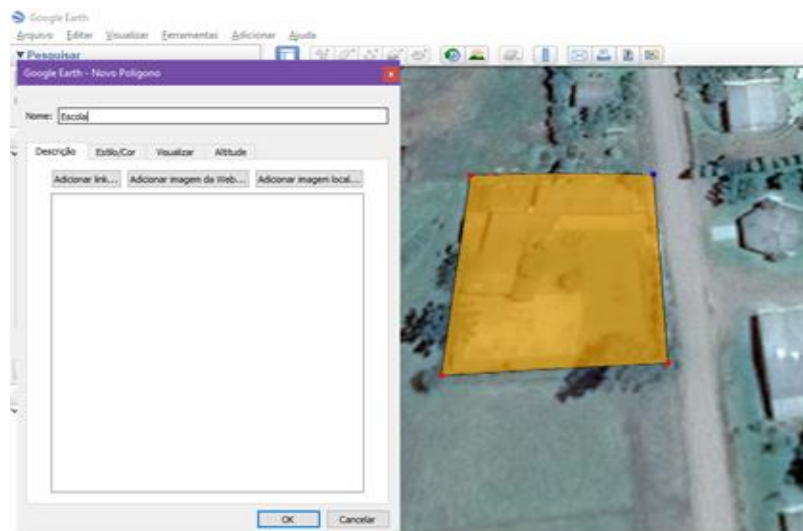 Google Earth
Arquivo Editar Visualizar Ferramentas Adicionar Ajuda
Pesquisar
Google Earth - Novo Polígono
Nome: Escola
Descrição Estilo/Cor Visualizar Altitude
Adicionar link... Adicionar imagem da Web... Adicionar imagem local...
OK Cancelar